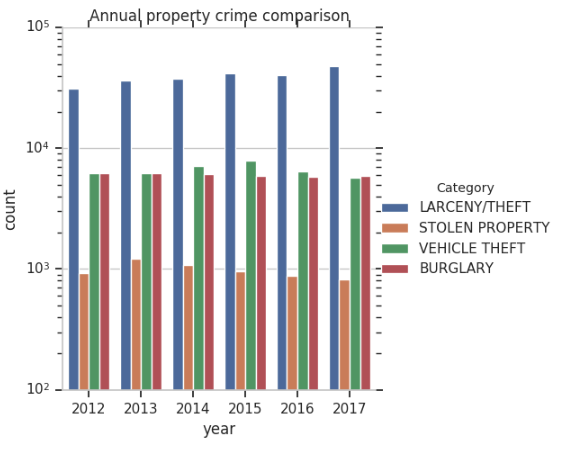 Annual property crime comparison
10⁵
10⁴
10³
10²
count
2012 2013 2014 2015 2016 2017
year
Category
LARCENY/THEFT
STOLEN PROPERTY
VEHICLE THEFT
BURGLARY